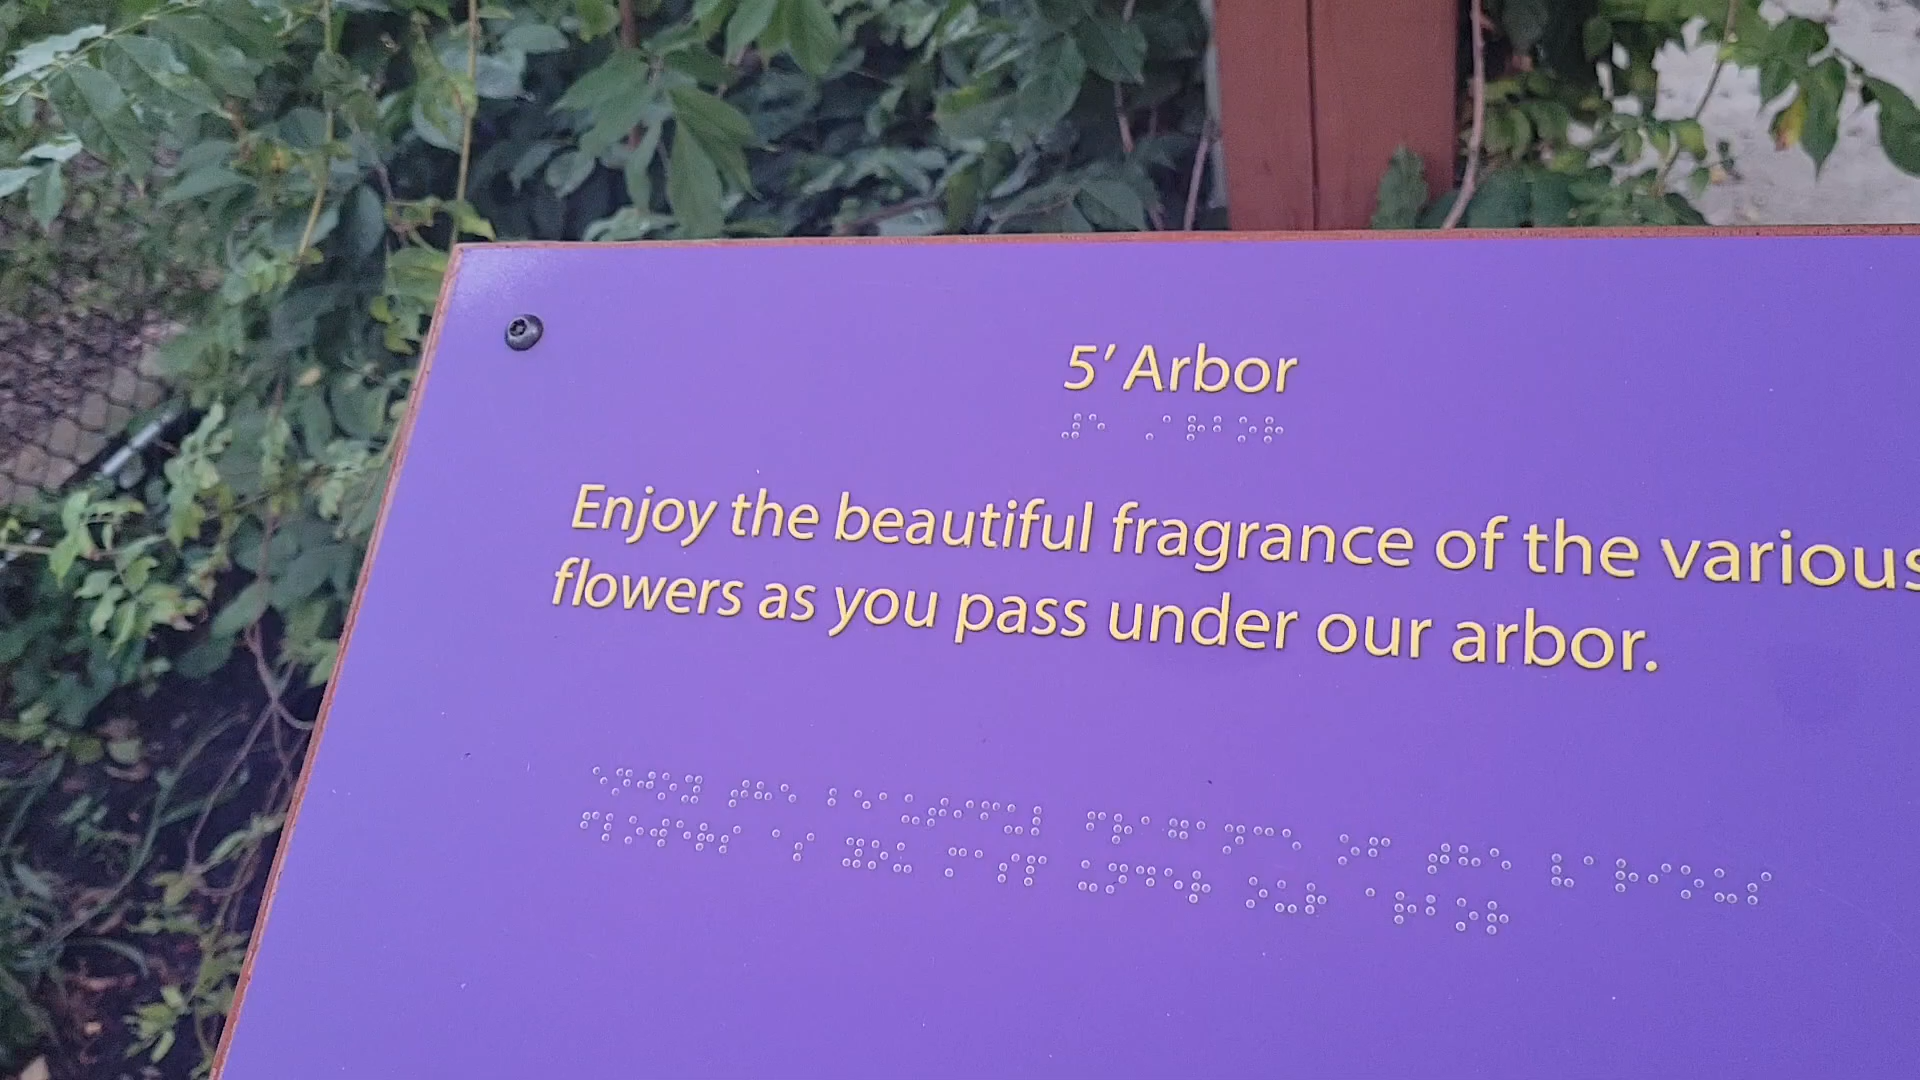 5' Arbor
Enjoy the beautiful fragrance of the various
flowers as you pass under our arbor.